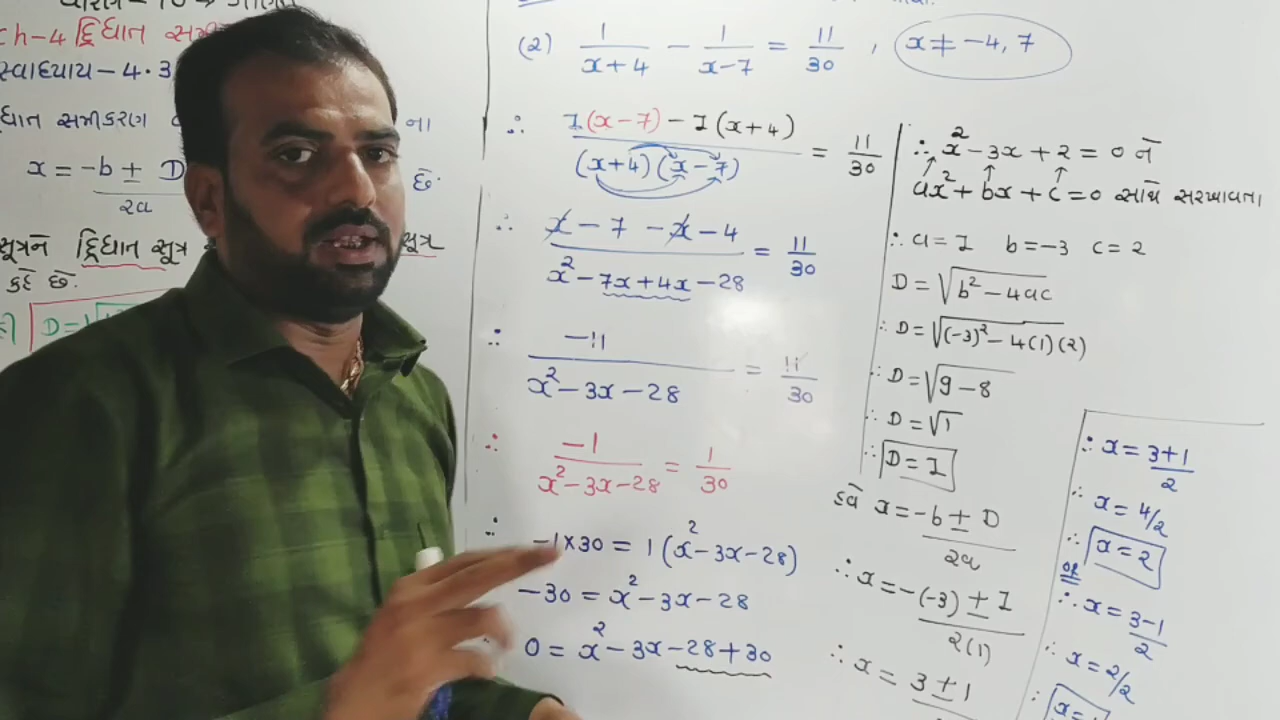 ch-4 દ્વિઘાત
સ્વાધ્યાય - 4.3
સમીકરણ
ના
x = -b ± D
2a
છે.
દ્વિઘાત સૂત્ર
સૂત્ર
કહે છે.
D =
(2) 1/(x+4) - 1/(x-7) = 11/30 , x ≠ -4, 7
∴ (1(x-7) - 1(x+4))/((x+4)(x-7)) = 11/30
∴ (x - 7 - x - 4)/(x² - 7x + 4x - 28) = 11/30
∴ -11/(x² - 3x - 28) = 11/30
∴ -1/(x² - 3x - 28) = 1/30
∴ -1×30 = 1(x² - 3x - 28)
-30 = x² - 3x - 28
0 = x² - 3x - 28 + 30
∴ x² - 3x + 2 = 0 ને
ax² + bx + c = 0 સાથે સરખાવતા
∴ a = 1 b = -3 c = 2
D = √(b² - 4ac)
∴ D = √((-3)² - 4(1)(2))
∴ D = √(9 - 8)
∴ D = √1
∴ D = 1
હવે x = (-b ± D)/2a
∴ x = (-(-3) ± 1)/2(1)
∴ x = 3 ± 1
∴ x = (3+1)/2
∴ x = 4/2
∴ x = 2
OR
∴ x = (3-1)/2
∴ x = 2/2
∴ x =